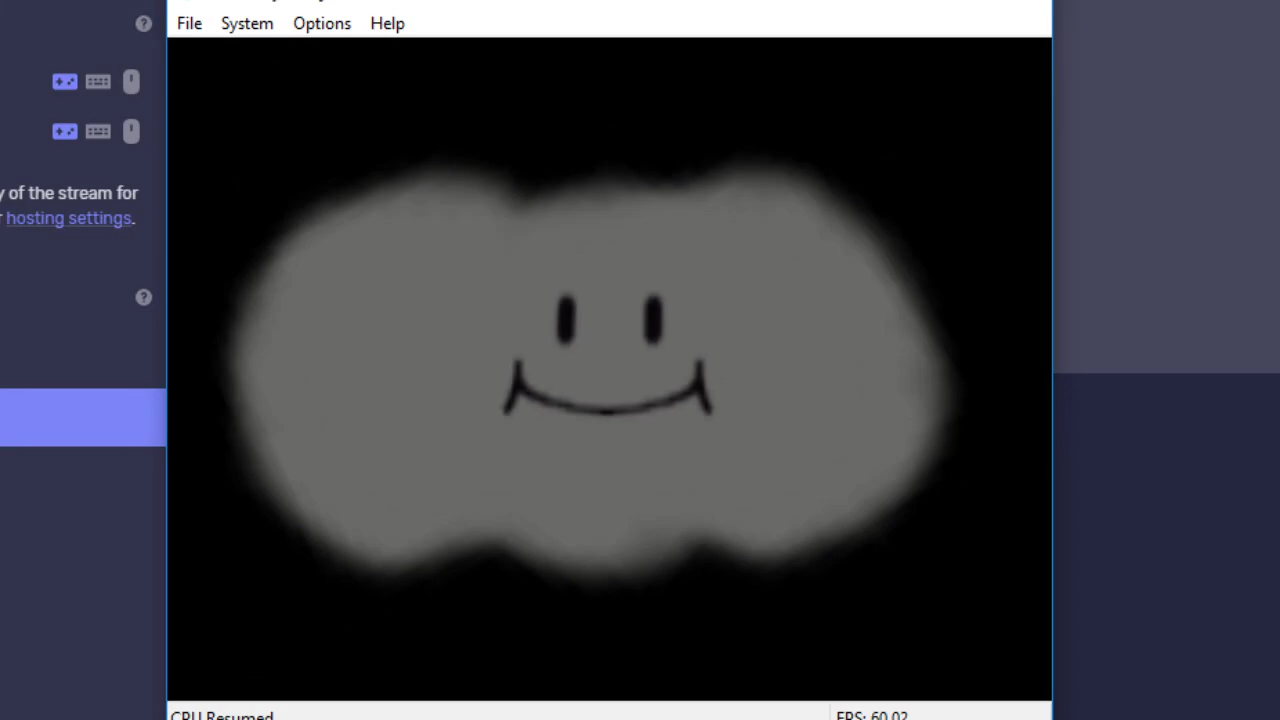 File System Options Help
y of the stream for
r hosting settings.
CPU Resumed
FPS: 60.02